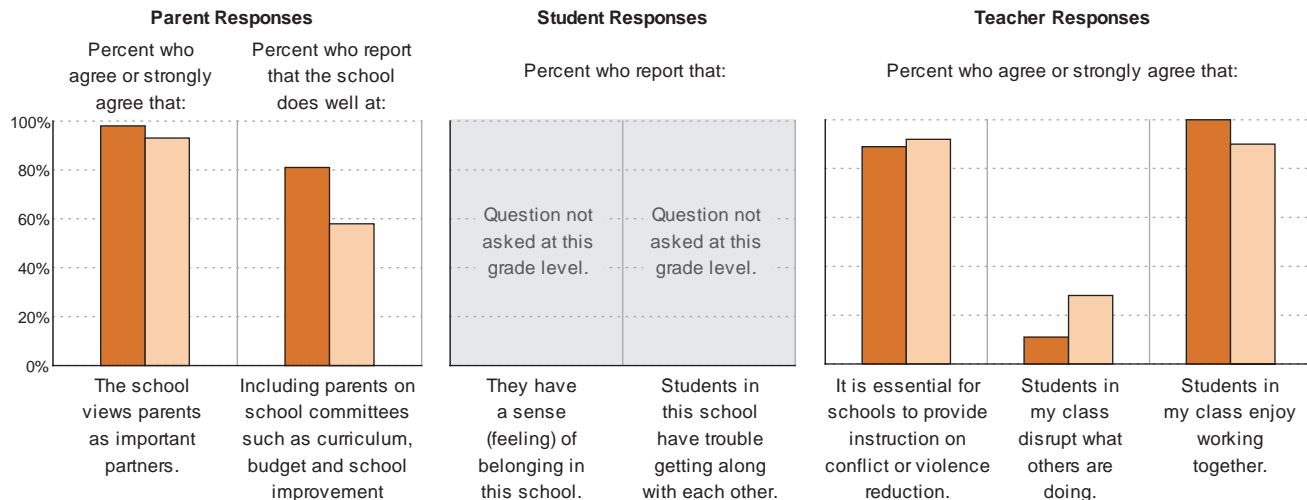 Parent Responses
Student Responses
Teacher Responses
Percent who
agree or strongly
agree that:
Percent who report
that the school
does well at:
Percent who report that:
Percent who agree or strongly agree that:
100%
80%
60%
40%
20%
0%
Question not
asked at this
grade level.
Question not
asked at this
grade level.
The school
views parents
as important
partners.
Including parents on
school committees
such as curriculum,
budget and school
improvement
They have
a sense
(feeling) of
belonging in
this school.
Students in
this school
have trouble
getting along
with each other.
It is essential for
schools to provide
instruction on
conflict or violence
reduction.
Students in
my class
disrupt what
others are
doing.
Students in
my class enjoy
working
together.